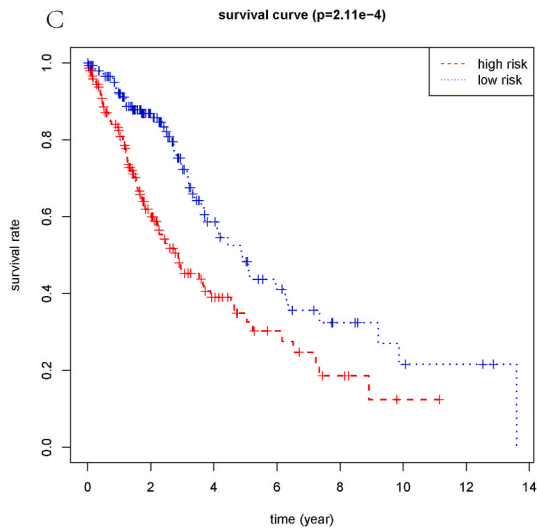 C
survival curve (p=2.11e−4)
high risk
low risk
survival rate
1.0
0.8
0.6
0.4
0.2
0.0
0 2 4 6 8 10 12 14
time (year)